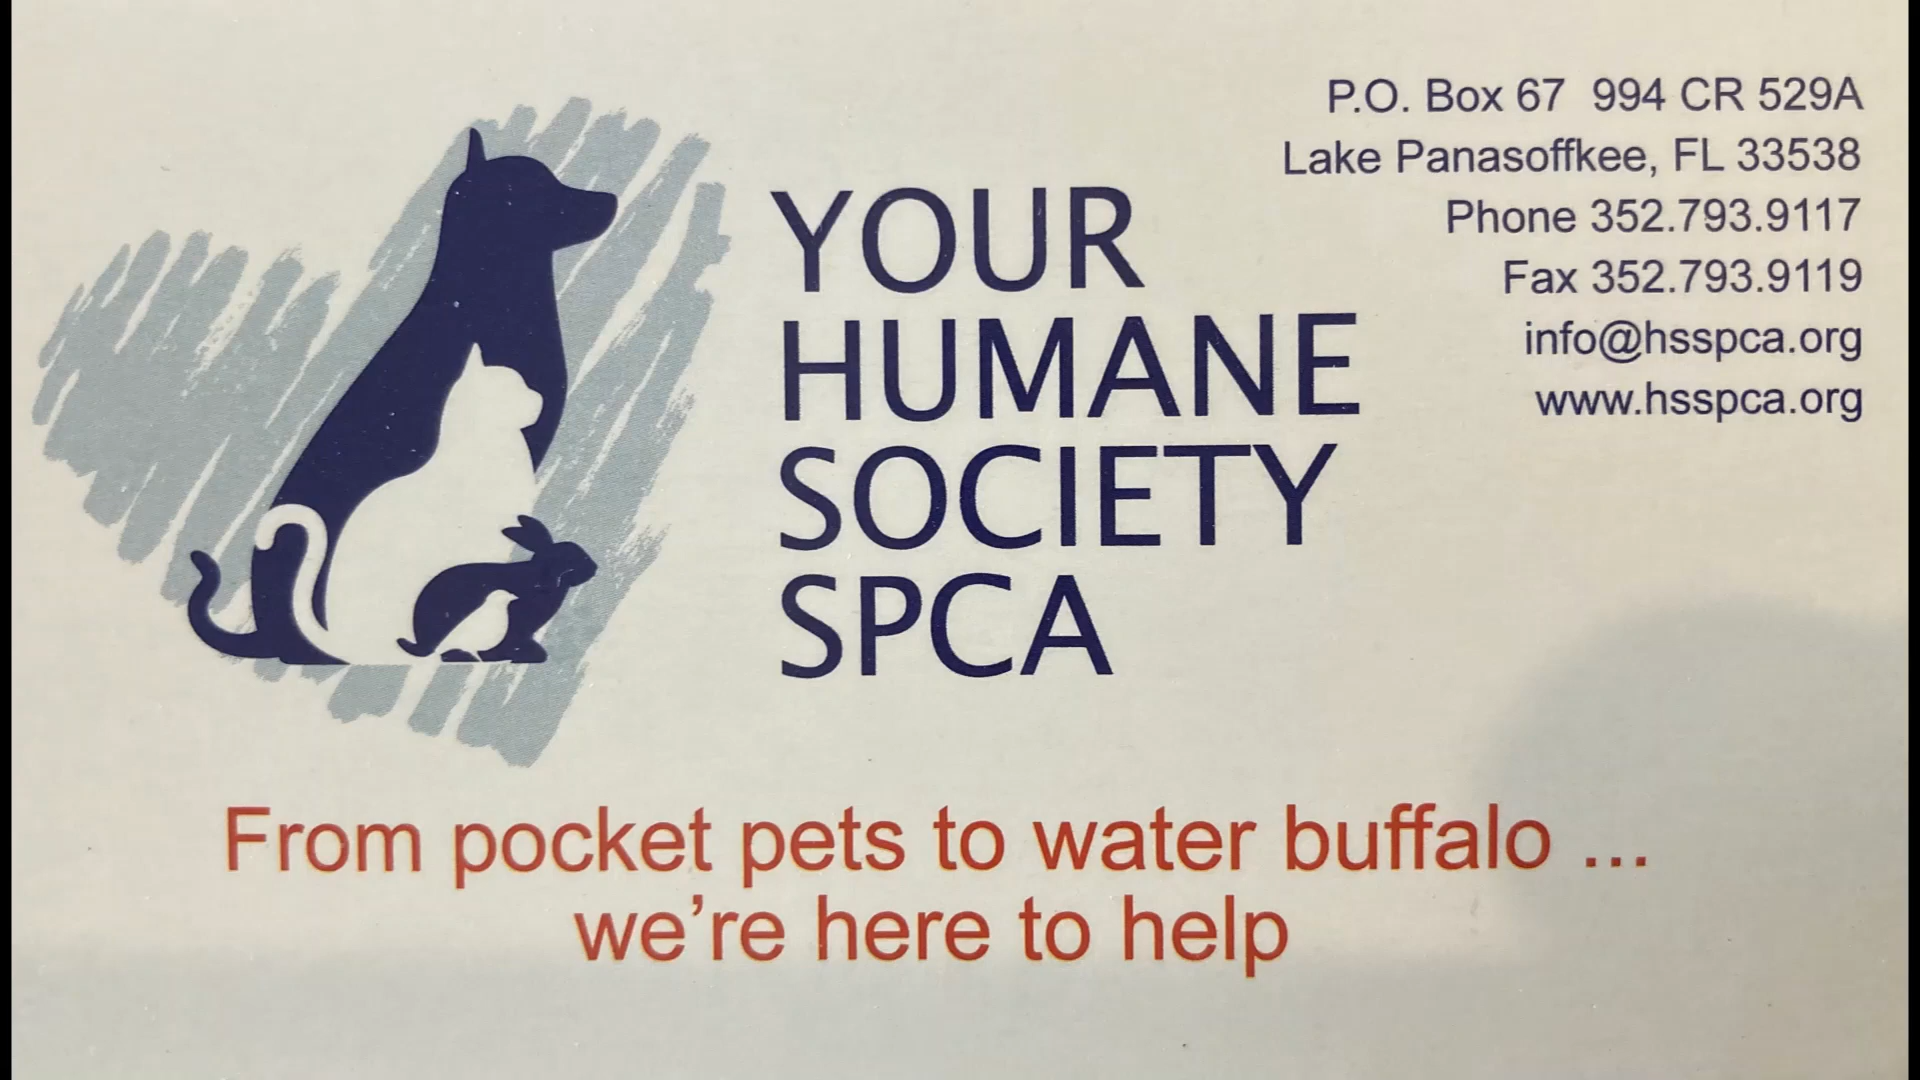 P.O. Box 67  994 CR 529A
Lake Panasoffkee, FL 33538
Phone 352.793.9117
Fax 352.793.9119
info@hsspca.org
www.hsspca.org
YOUR
HUMANE
SOCIETY
SPCA
From pocket pets to water buffalo ...
we're here to help